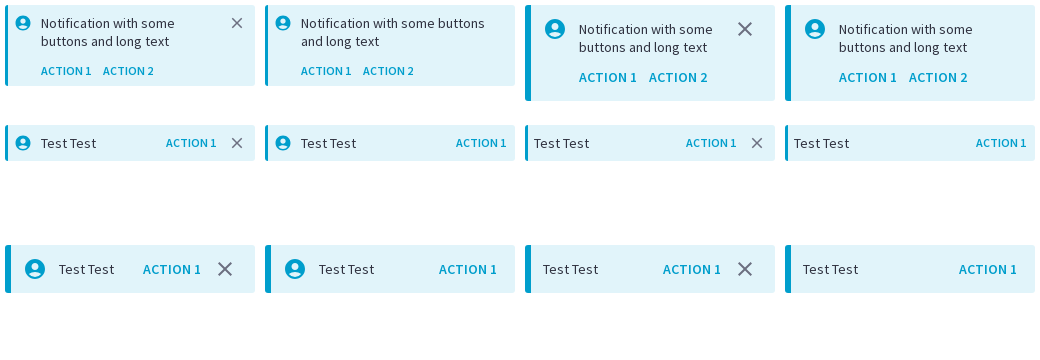 Notification with some
buttons and long text
ACTION 1 ACTION 2
Notification with some buttons
and long text
ACTION 1 ACTION 2
Notification with some
buttons and long text
ACTION 1 ACTION 2
Notification with some
buttons and long text
ACTION 1 ACTION 2
Test Test ACTION 1
Test Test ACTION 1
Test Test ACTION 1
Test Test ACTION 1
Test Test ACTION 1
Test Test ACTION 1
Test Test ACTION 1
Test Test ACTION 1